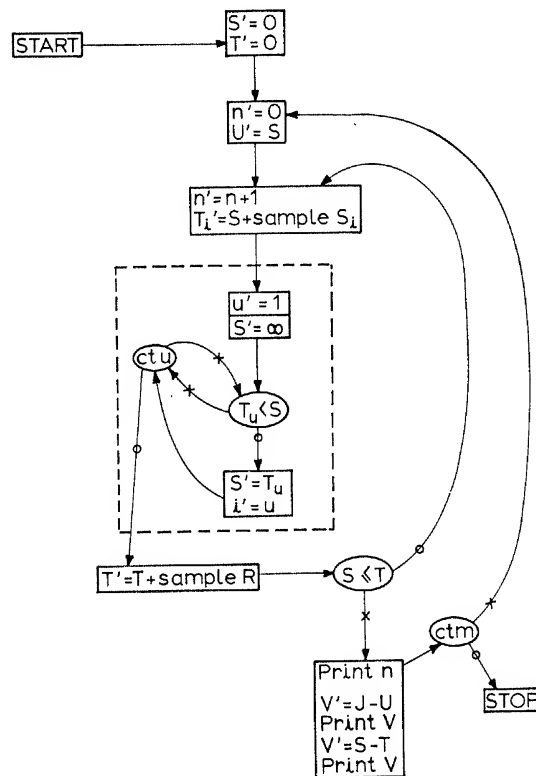 START
S'=O
T'=O
n'=O
U'=S
n'=n+1
Ti'=S+sample Si
u'=1
S'=∞
ctu
Tu<S
S'=Tu
i'=u
T'=T+sample R
S⩽T
ctm
Print n
V'=J-U
Print V
V'=S-T
Print V
STOP